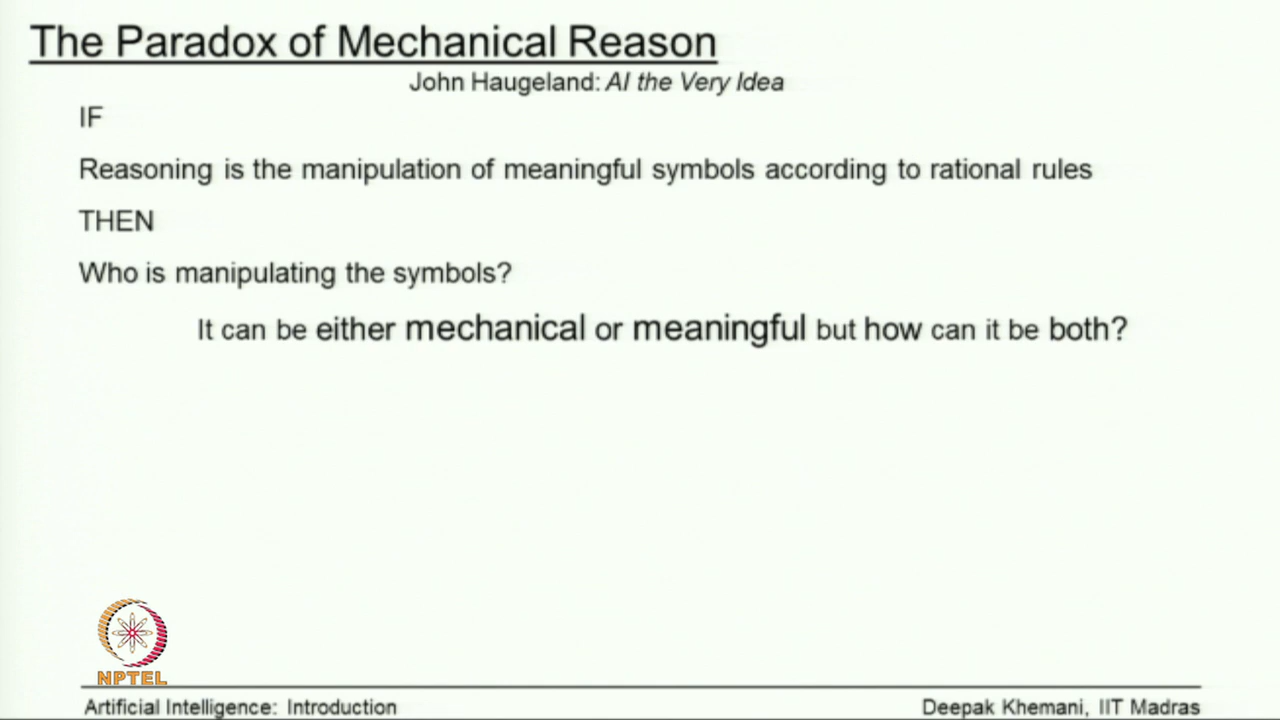 The Paradox of Mechanical Reason
John Haugeland: AI the Very Idea
IF
Reasoning is the manipulation of meaningful symbols according to rational rules
THEN
Who is manipulating the symbols?
It can be either mechanical or meaningful but how can it be both?
NPTEL
Artificial Intelligence: Introduction
Deepak Khemani, IIT Madras